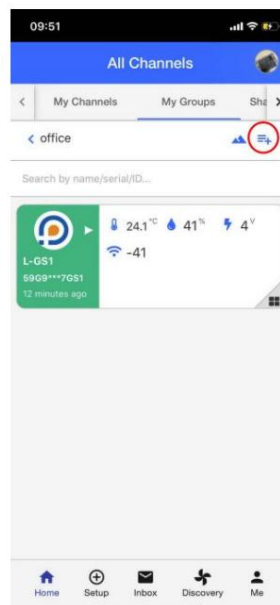 09:51
All Channels
My Channels My Groups Sha
office
Search by name/serial/ID...
24.1°C 41% 4V
-41
L-GS1
59G9***7GS1
12 minutes ago
Home Setup Inbox Discovery Me